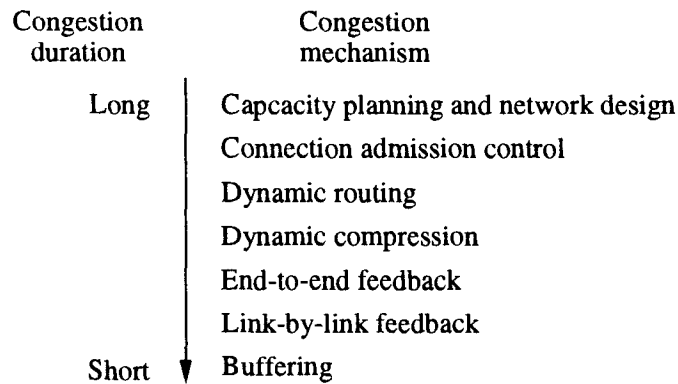 Congestion duration
Congestion mechanism
Long
Capcacity planning and network design
Connection admission control
Dynamic routing
Dynamic compression
End-to-end feedback
Link-by-link feedback
Short
Buffering